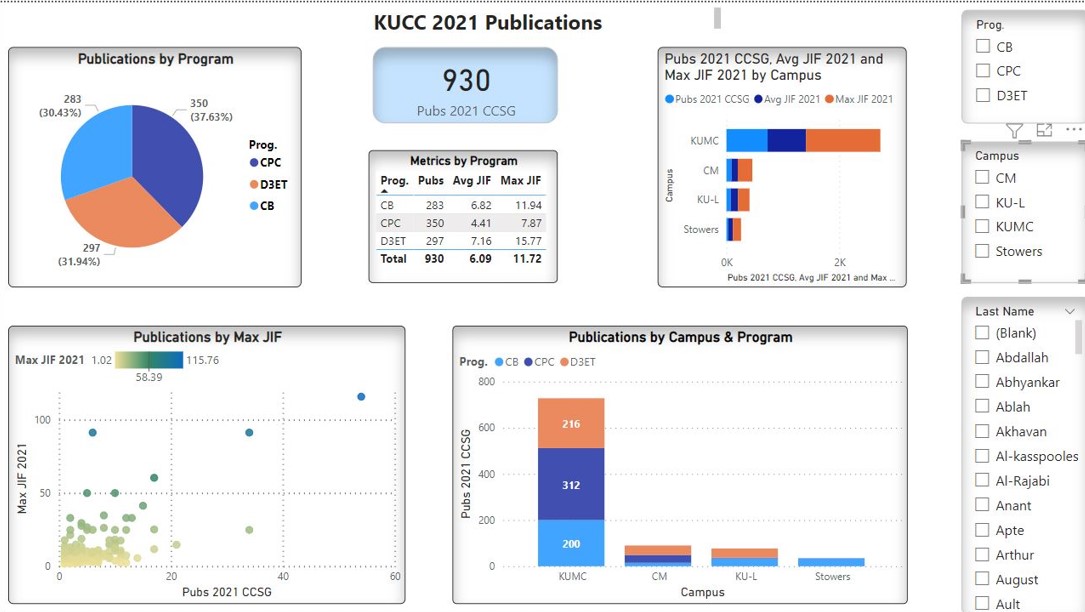 KUCC 2021 Publications
Publications by Program
283
(30.43%)
350
(37.63%)
297
(31.94%)
Prog.
CPC
D3ET
CB
930
Pubs 2021 CCSG
Metrics by Program
Prog. Pubs Avg JIF Max JIF
CB 283 6.82 11.94
CPC 350 4.41 7.87
D3ET 297 7.16 15.77
Total 930 6.09 11.72
Pubs 2021 CCSG, Avg JIF 2021 and
Max JIF 2021 by Campus
Pubs 2021 CCSG Avg JIF 2021 Max JIF 2021
Campus
KUMC
CM
KU-L
Stowers
0K 2K
Pubs 2021 CCSG, Avg JIF 2021 and Max ...
Prog.
CB
CPC
D3ET
Campus
CM
KU-L
KUMC
Stowers
Publications by Max JIF
Max JIF 2021 1.02 115.76
58.39
Max JIF 2021
100
50
0
0 20 40 60
Pubs 2021 CCSG
Publications by Campus & Program
Prog. CB CPC D3ET
Pubs 2021 CCSG
800
600
400
200
0
216
312
200
KUMC CM KU-L Stowers
Campus
Last Name
(Blank)
Abdallah
Abhyankar
Ablah
Akhavan
Al-kasspooles
Al-Rajabi
Anant
Apte
Arthur
August
Ault